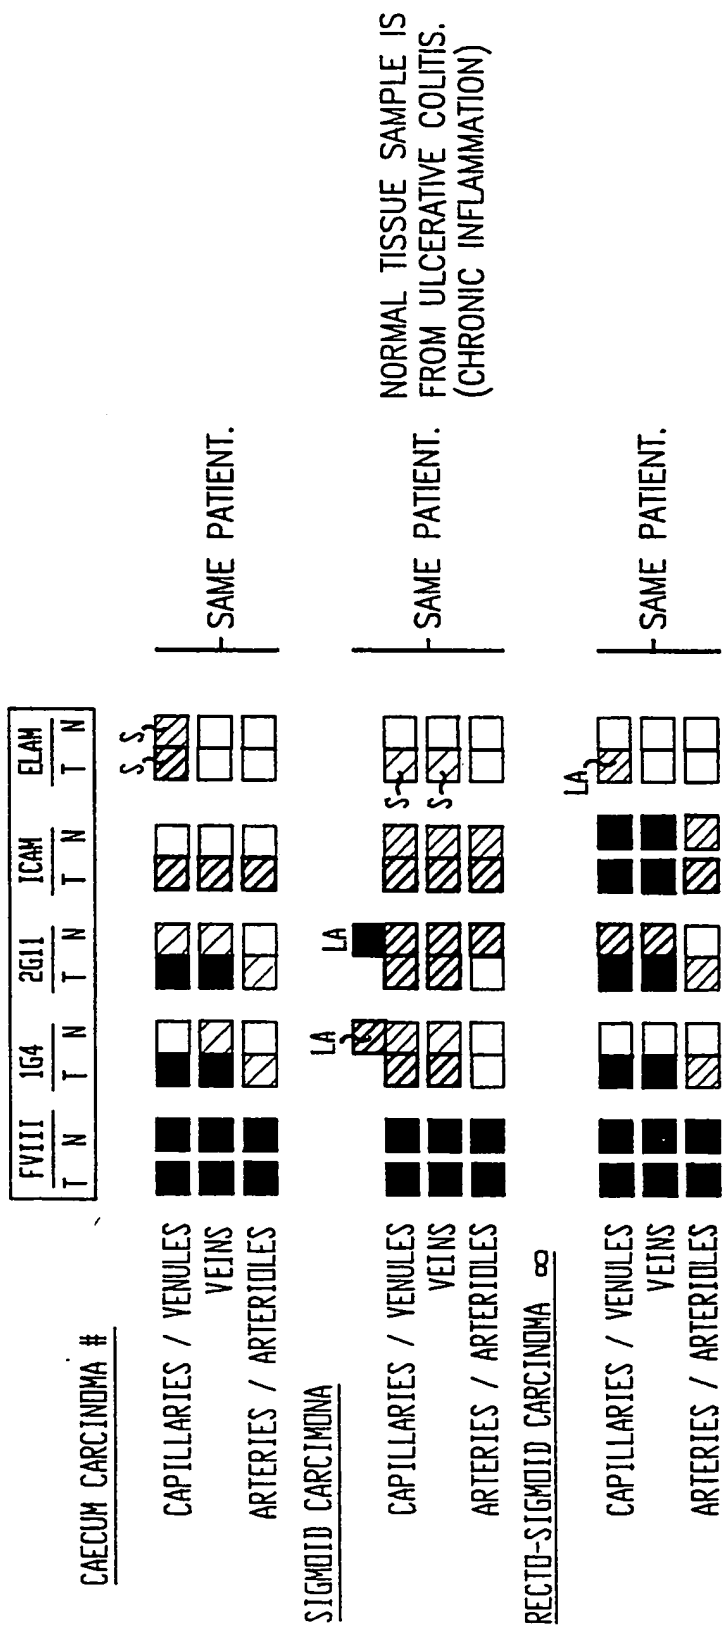 FVIII 1G4 2G11 ICAM ELAM
T N T N T N T N T N
CAECUM CARCINOMA #
S S
CAPILLARIES / VENULES
VEINS
ARTERIES / ARTERIOLES
SAME PATIENT.
SIGMOID CARCIMONA
LA LA
CAPILLARIES / VENULES
S
VEINS
S
ARTERIES / ARTERIOLES
SAME PATIENT.
NORMAL TISSUE SAMPLE IS
FROM ULCERATIVE COLITIS.
(CHRONIC INFLAMMATION)
RECTO-SIGMOID CARCINOMA 8
LA
CAPILLARIES / VENULES
VEINS
ARTERIES / ARTERIOLES
SAME PATIENT.